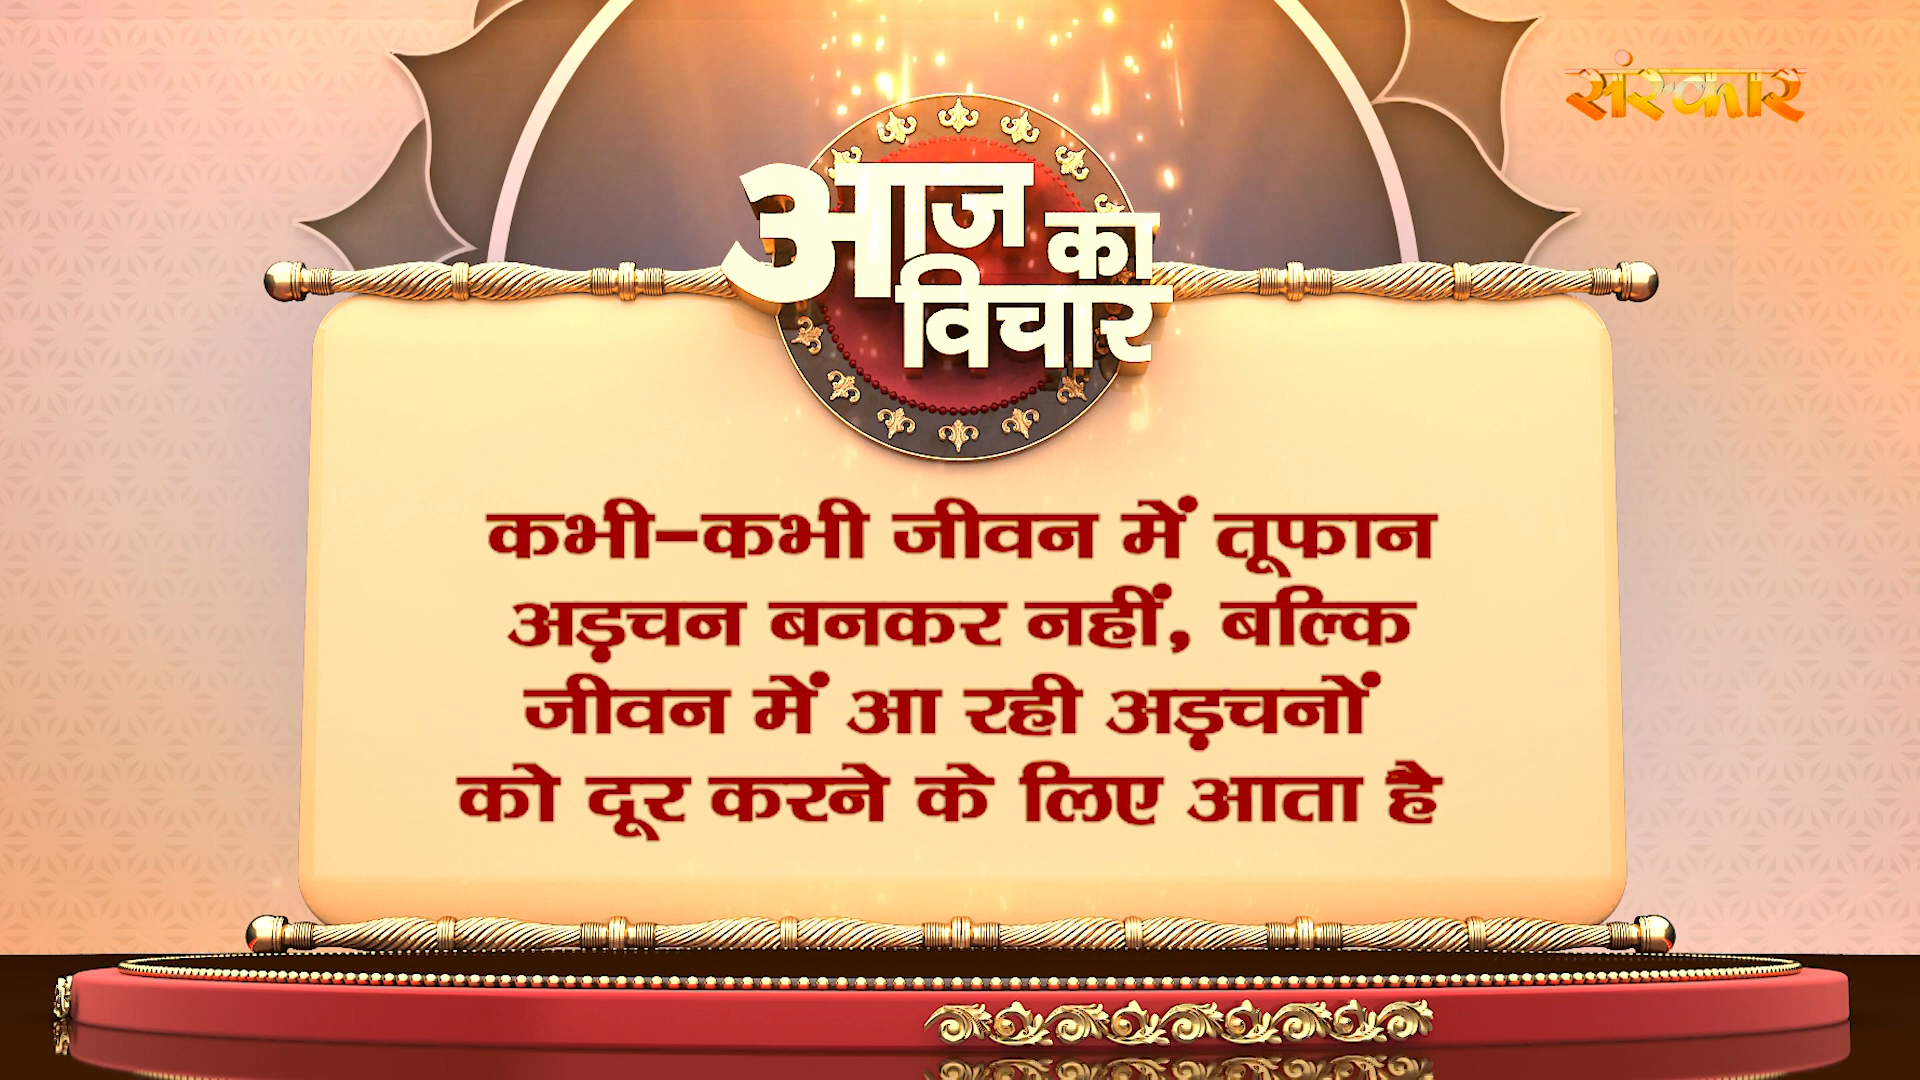 संस्कार
आज का
विचार
कभी-कभी जीवन में तूफान
अड़चन बनकर नहीं, बल्कि
जीवन में आ रही अड़चनों
को दूर करने के लिए आता है